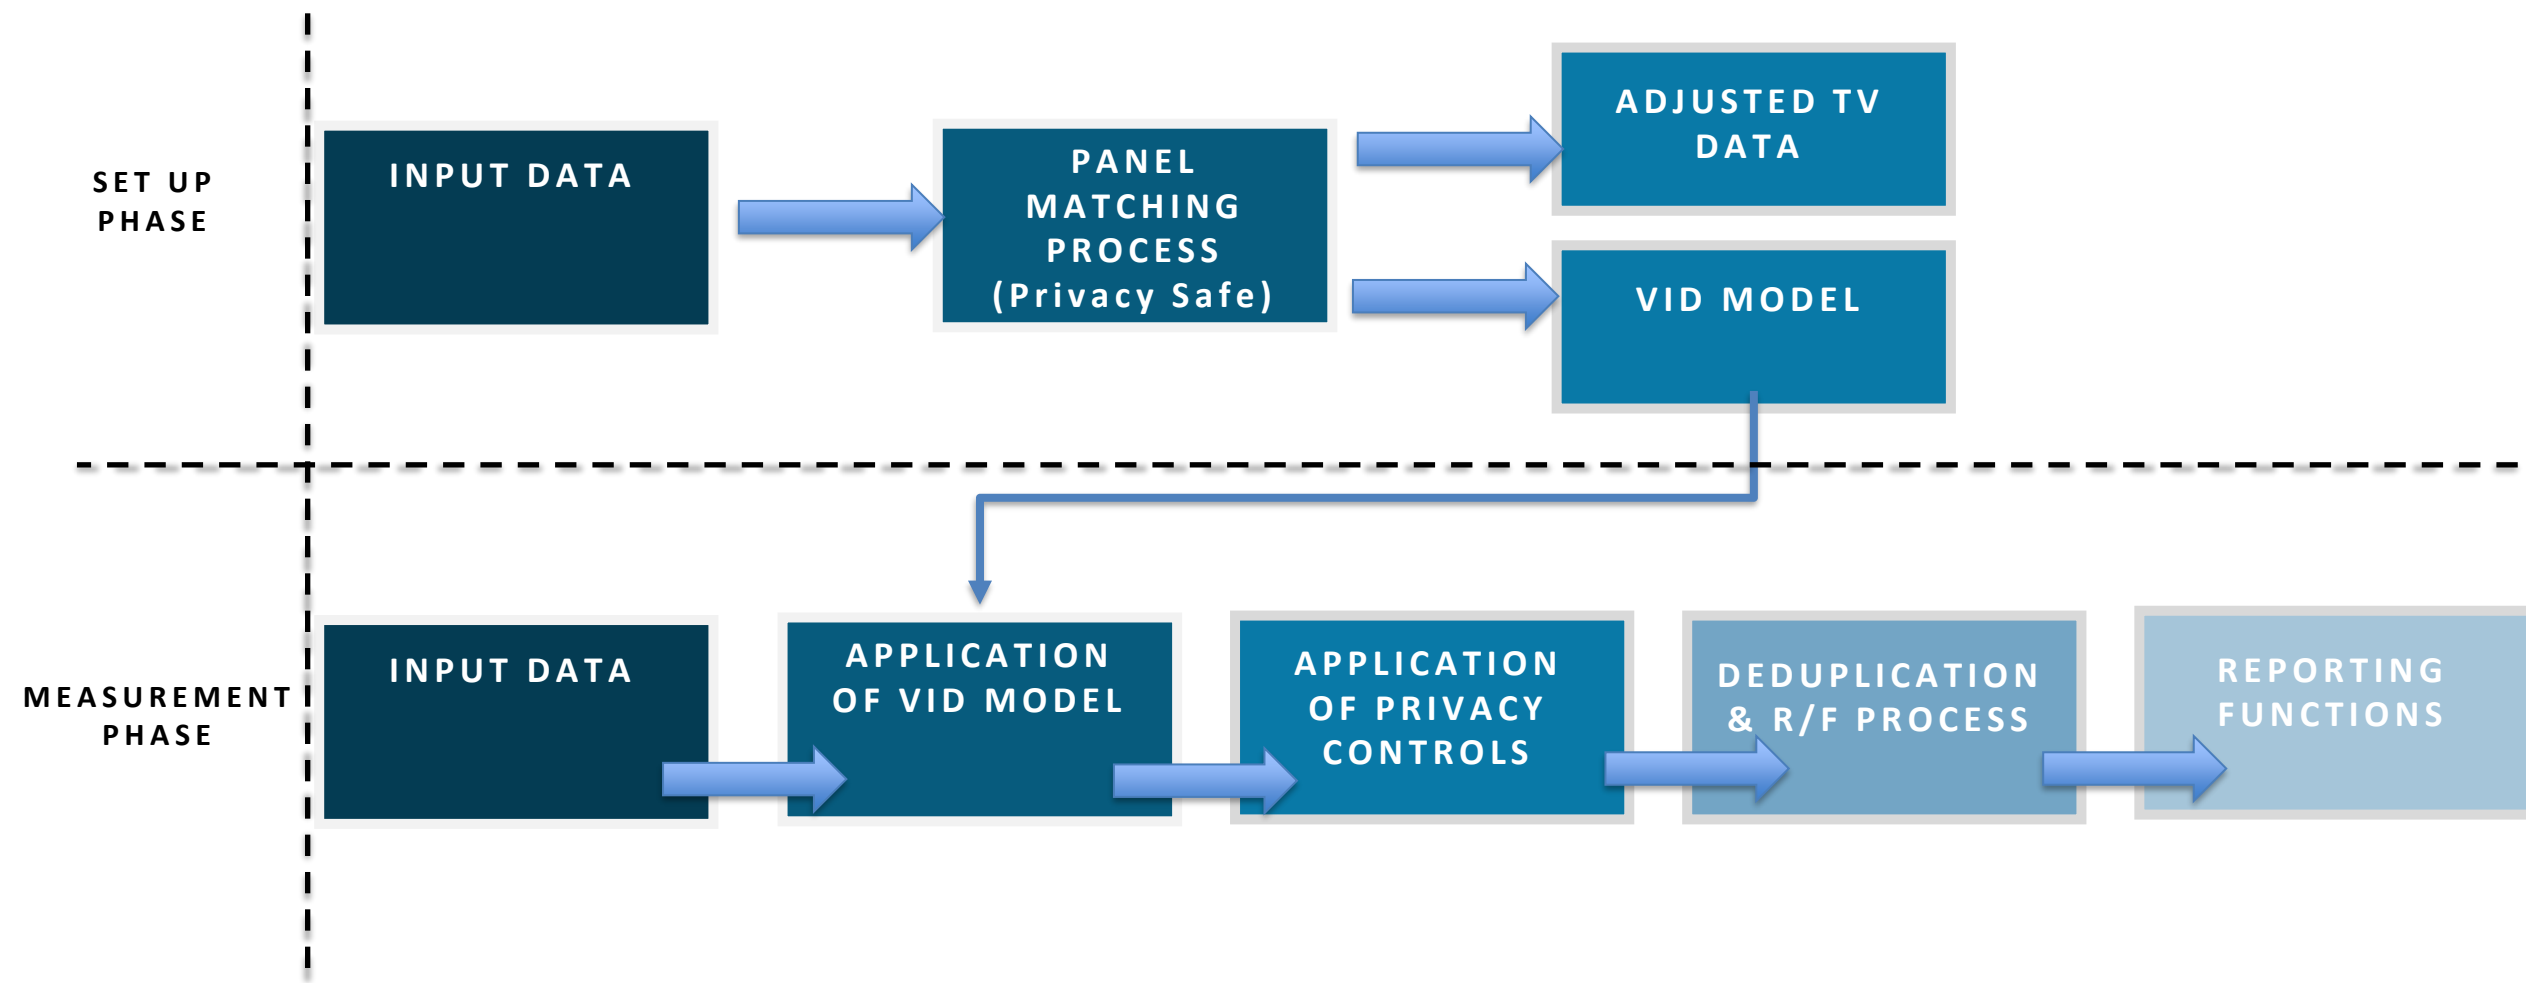 SET UP
PHASE
INPUT DATA
PANEL
MATCHING
PROCESS
(Privacy Safe)
ADJUSTED TV
DATA
VID MODEL
MEASUREMENT
PHASE
INPUT DATA
APPLICATION
OF VID MODEL
APPLICATION
OF PRIVACY
CONTROLS
DEDUPLICATION
& R/F PROCESS
REPORTING
FUNCTIONS